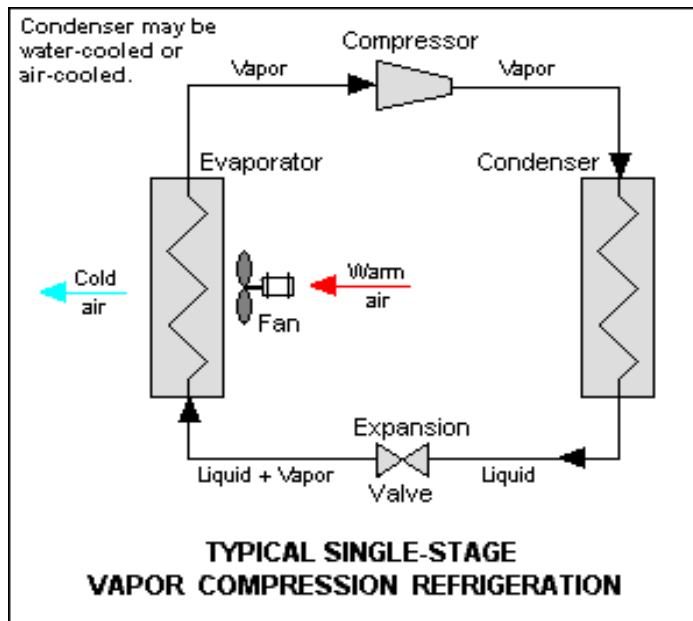 Condenser may be
water-cooled or
air-cooled.
Compressor
Vapor
Vapor
Evaporator
Condenser
Cold
air
Warm
air
Fan
Expansion
Valve
Liquid + Vapor
Liquid
TYPICAL SINGLE-STAGE
VAPOR COMPRESSION REFRIGERATION